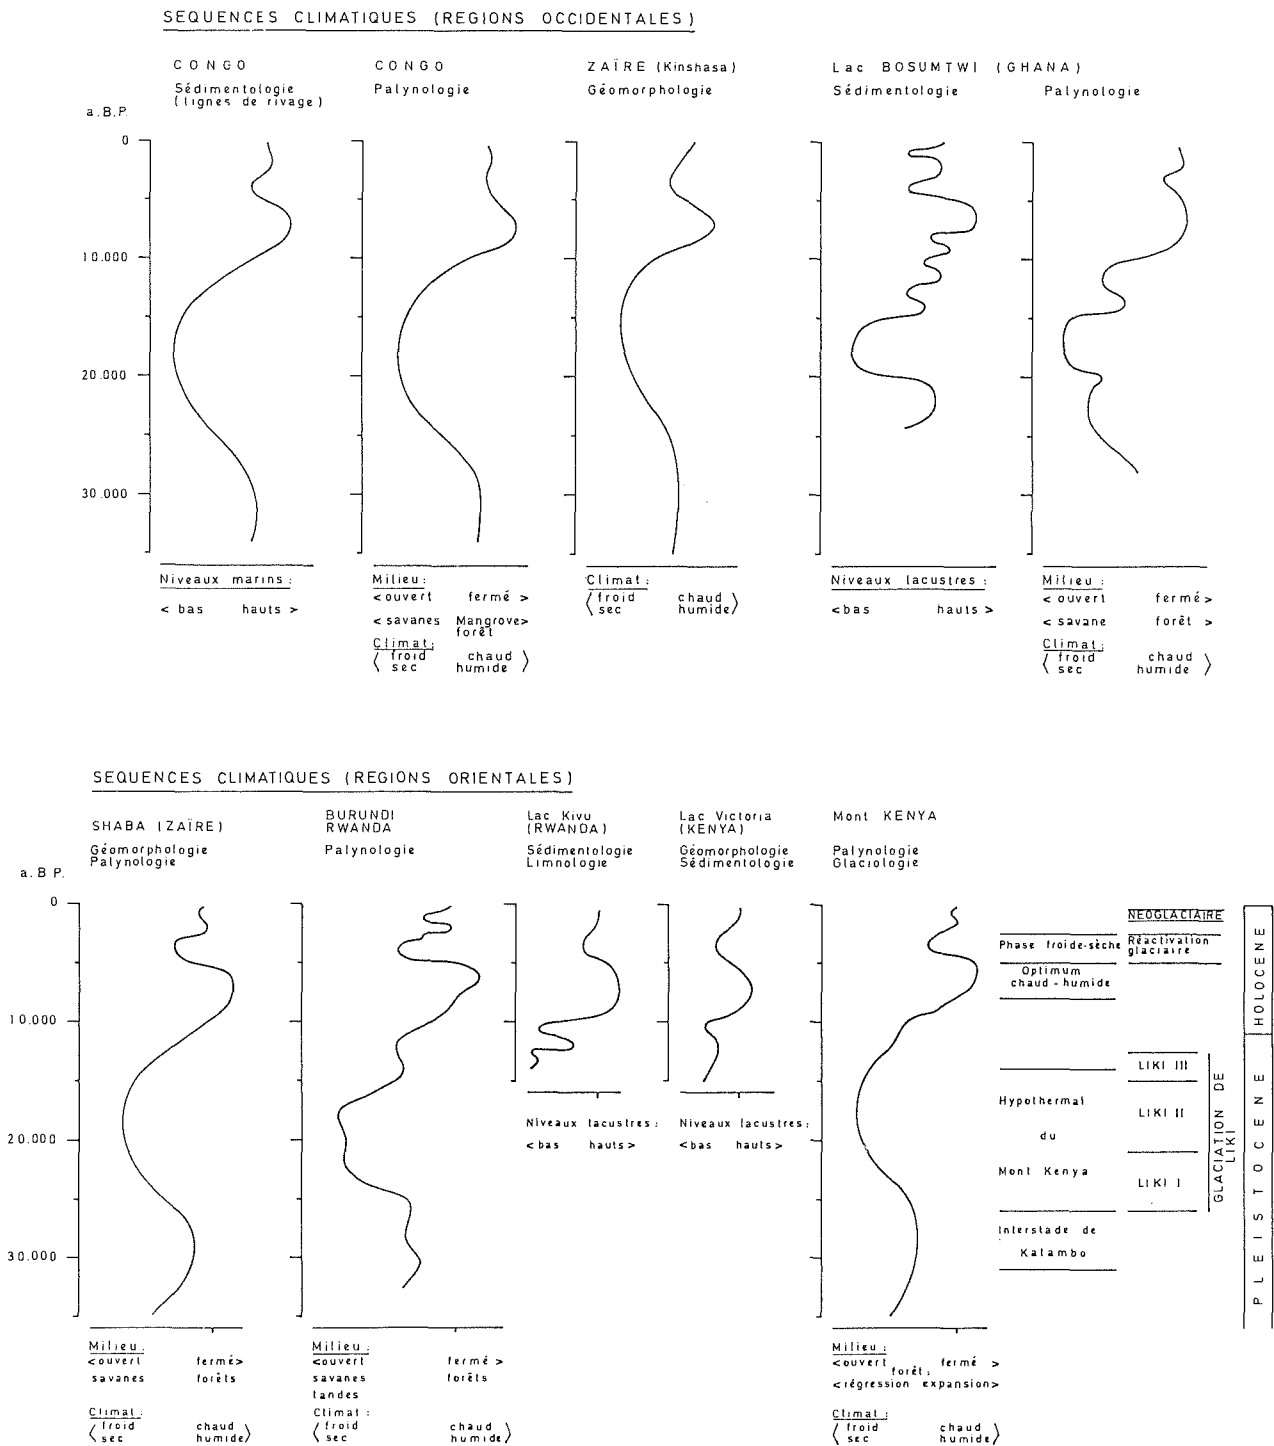 SEQUENCES CLIMATIQUES (REGIONS OCCIDENTALES)
CONGO
Sédimentologie
(lignes de rivage)
CONGO
Palynologie
ZAÏRE (Kinshasa)
Géomorphologie
Lac BOSUMTWI (GHANA)
Sédimentologie
Palynologie
a.B.P.
0
10.000
20.000
30.000
Niveaux marins :
< bas hauts >
Milieu :
<ouvert fermé >
< savanes Mangrove>
forêt
Climat :
froid chaud
sec humide
Climat :
froid chaud
sec humide
Niveaux lacustres :
<bas hauts >
Milieu :
< ouvert fermé>
< savane forêt >
Climat :
froid chaud
sec humide
SEQUENCES CLIMATIQUES (REGIONS ORIENTALES)
SHABA (ZAÏRE)
Géomorphologie
Palynologie
BURUNDI
RWANDA
Palynologie
Lac Kivu
(RWANDA)
Sédimentologie
Limnologie
Lac Victoria
(KENYA)
Géomorphologie
Sédimentologie
Mont KENYA
Palynologie
Glaciologie
a.B P.
0
10.000
20.000
30.000
NEOGLACIAIRE
Phase froide-sèche
Réactivation
glaciaire
Optimum
chaud - humide
LIKI III
Hypothermal
du
Mont Kenya
LIKI II
LIKI I
Interstade de
Katambo
GLACIATION DE
LIKI
HOLOCENE
PLEISTOCENE
Niveaux lacustres :
<bas hauts>
Niveaux lacustres :
<bas hauts>
Milieu :
<ouvert fermé>
savanes forêts
Climat :
froid chaud
sec humide
Milieu :
<ouvert fermé >
savanes forêts
landes
Climat :
froid chaud
sec humide
Milieu :
<ouvert fermé >
forêt :
<régression expansion>
Climat :
froid chaud
sec humide